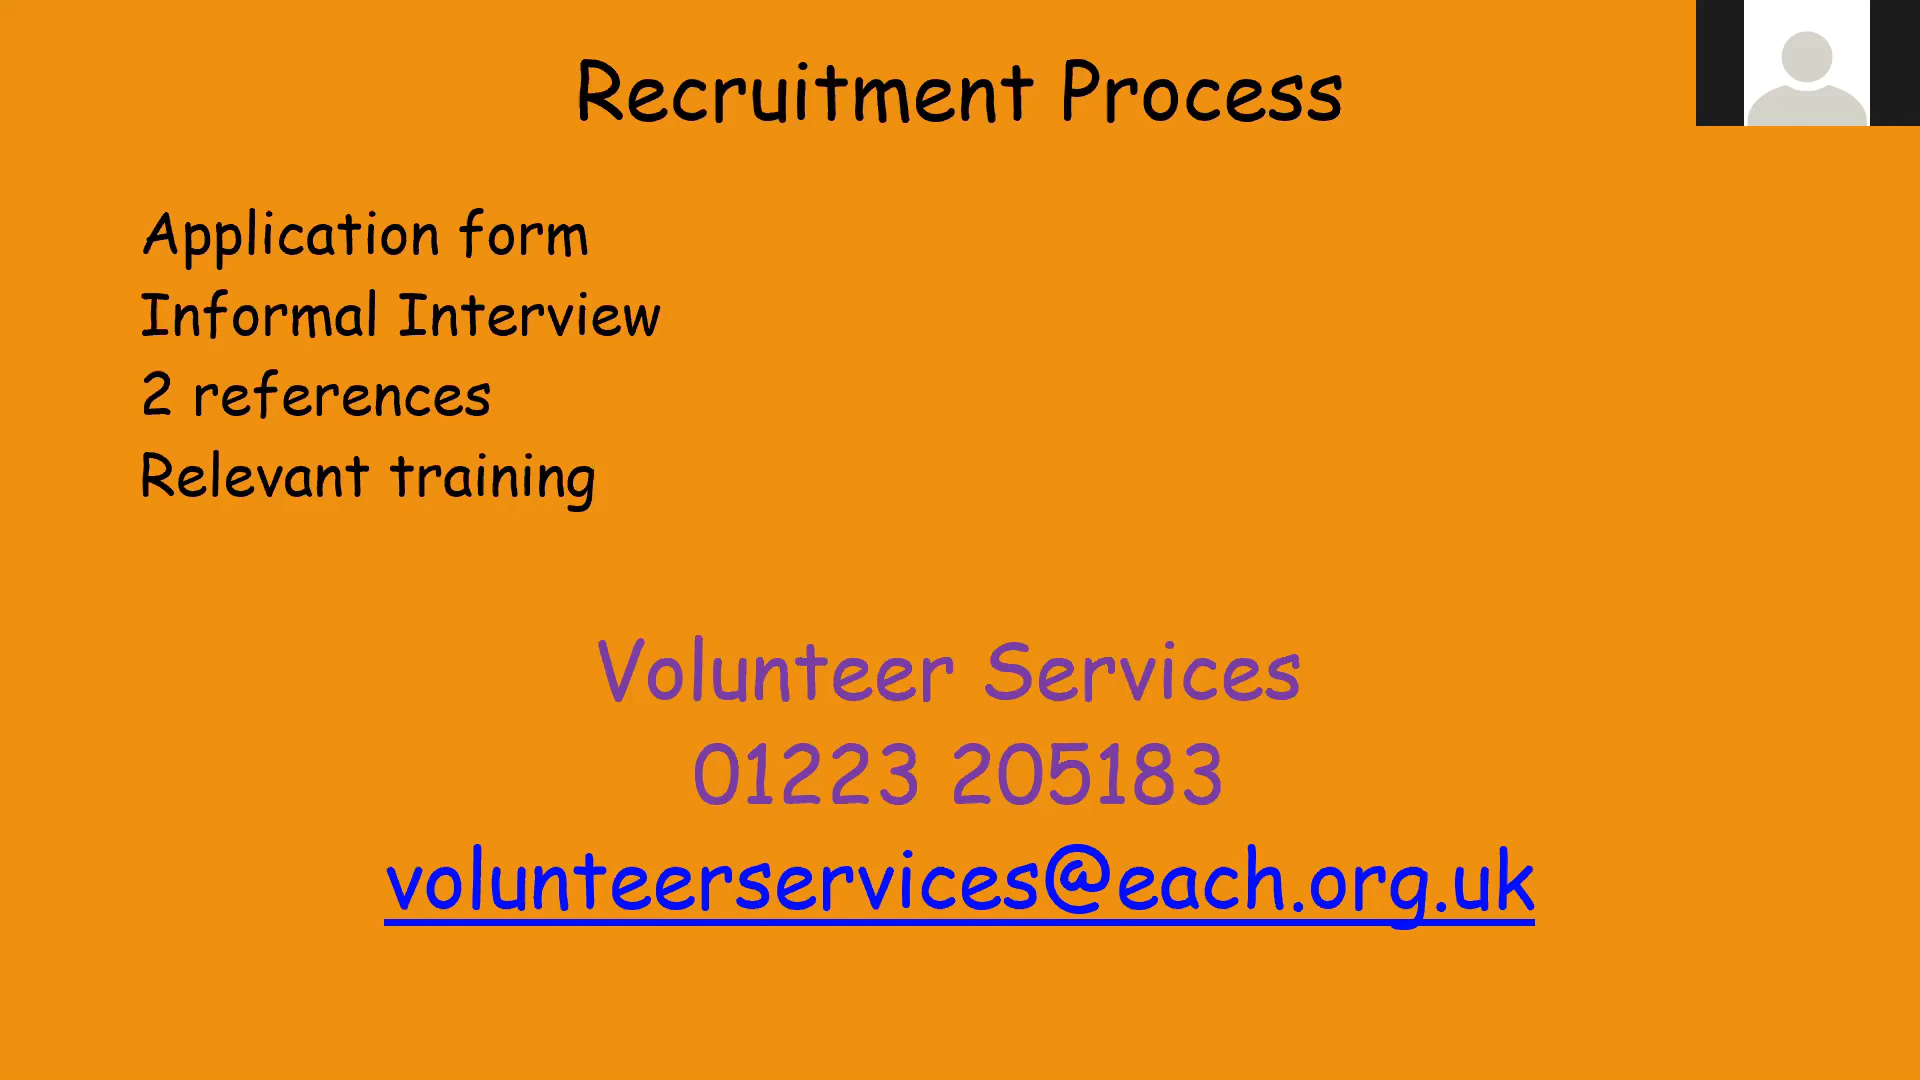 Recruitment Process
Application form
Informal Interview
2 references
Relevant training
Volunteer Services
01223 205183
volunteerservices@each.org.uk